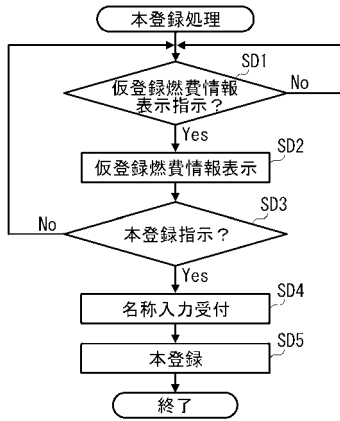 本登録処理
SD1
仮登録燃費情報
表示指示？
No
Yes
SD2
仮登録燃費情報表示
SD3
No
本登録指示？
Yes
SD4
名称入力受付
SD5
本登録
終了